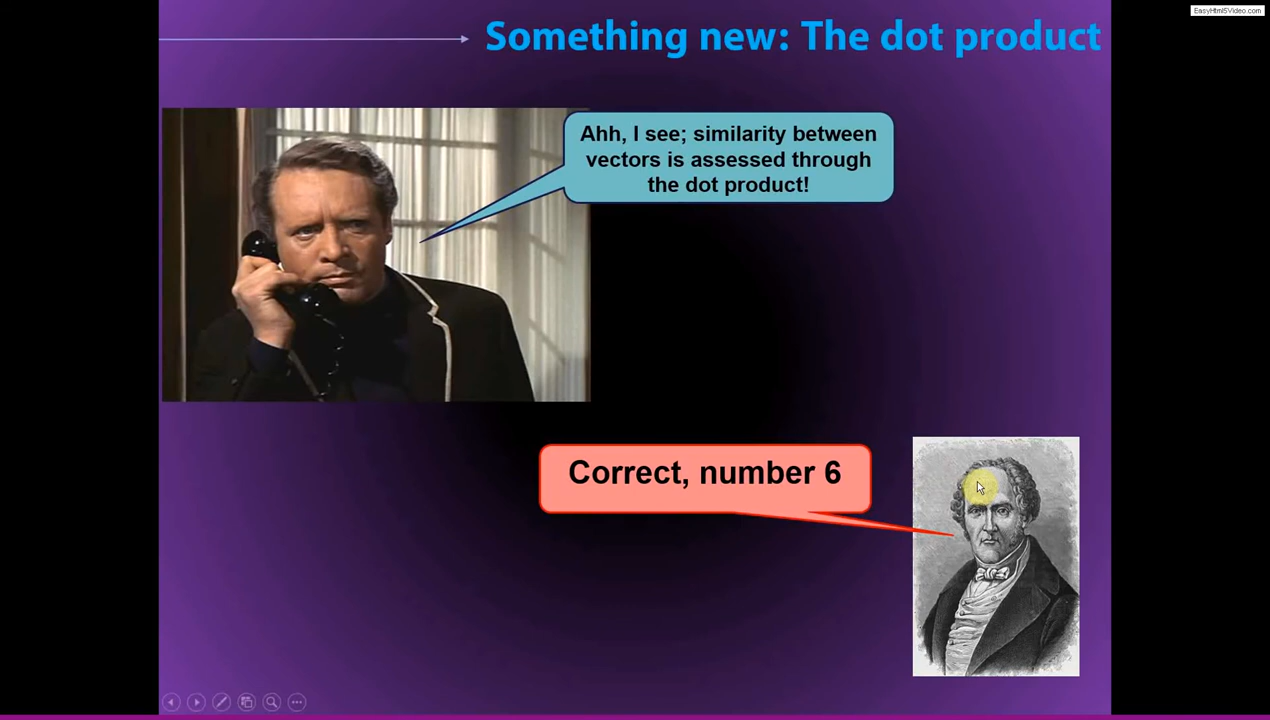 EasyHtml5Video.com
Something new: The dot product
Ahh, I see; similarity between
vectors is assessed through
the dot product!
Correct, number 6